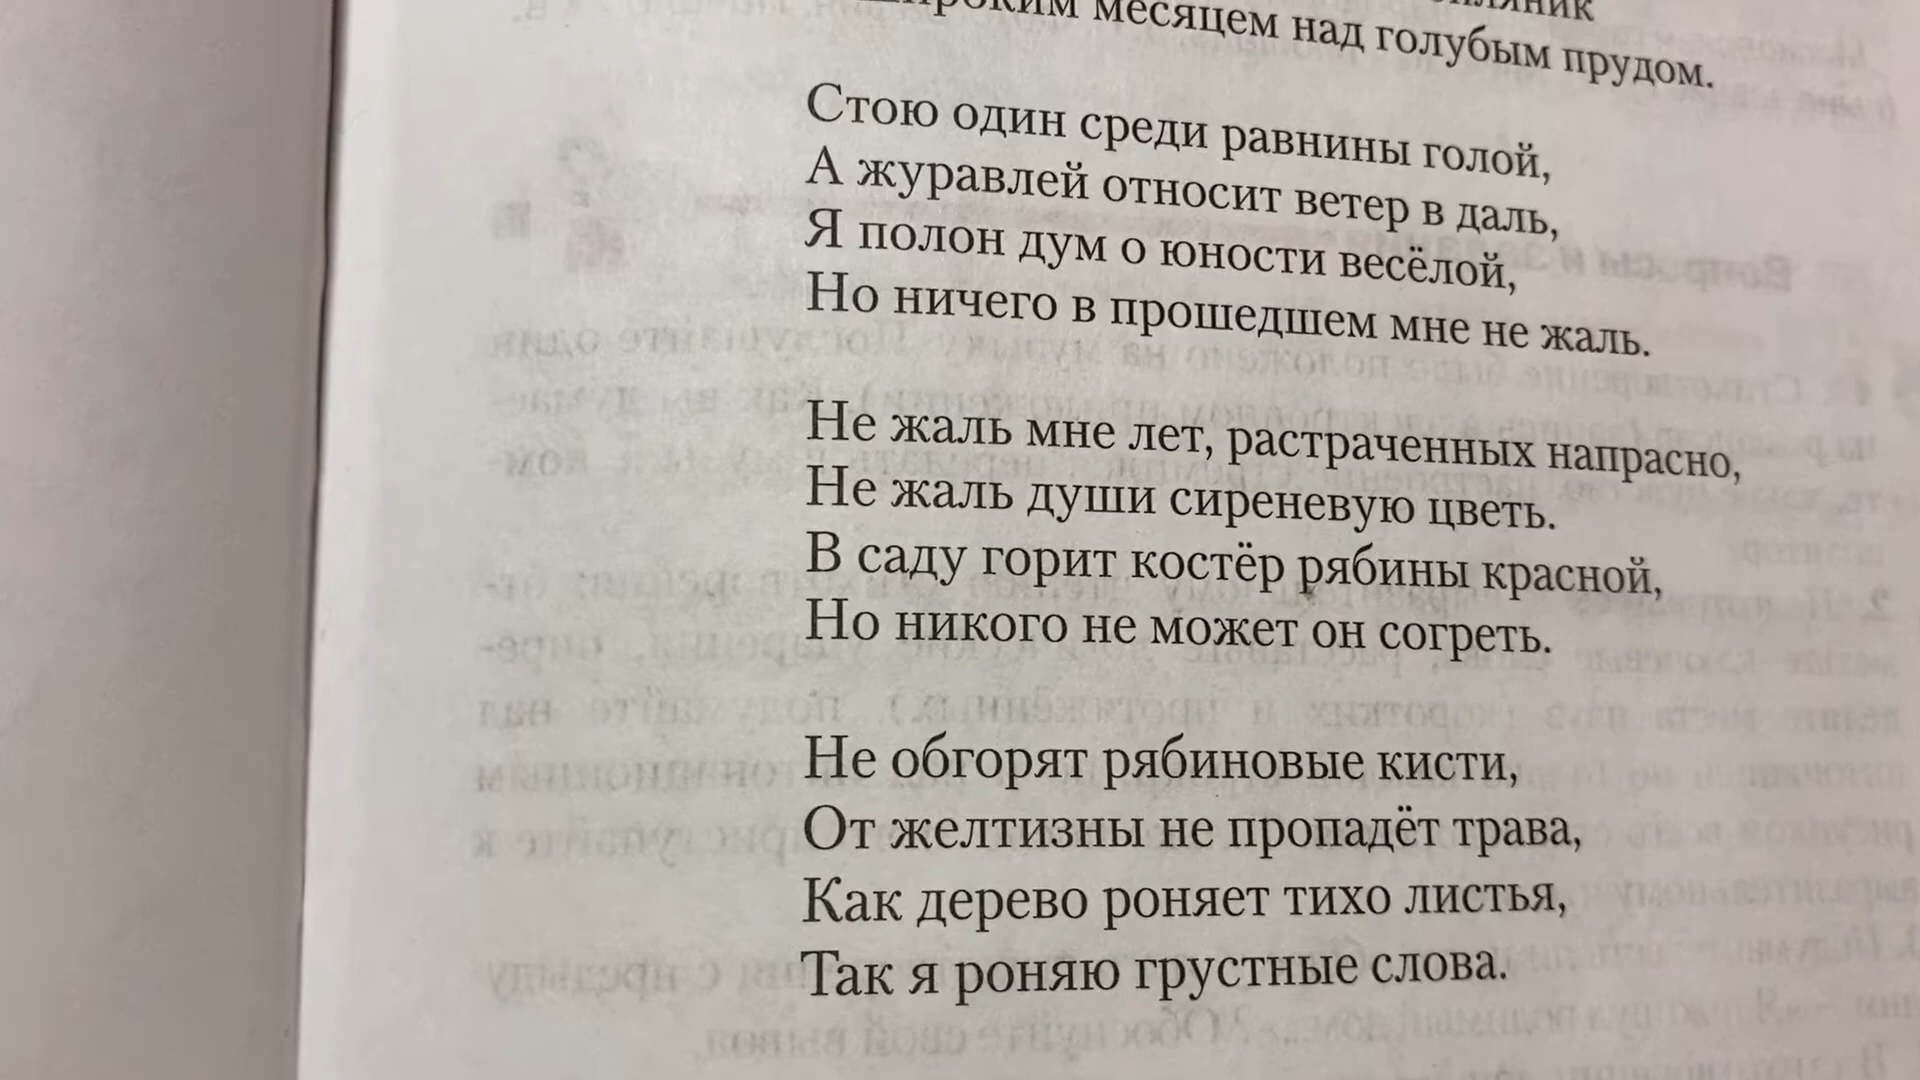 месяцем над голубым прудом.
Стою один среди равнины голой,
А журавлей относит ветер в даль,
Я полон дум о юности весёлой,
Но ничего в прошедшем мне не жаль.
Не жаль мне лет, растраченных напрасно,
Не жаль души сиреневую цветь.
В саду горит костёр рябины красной,
Но никого не может он согреть.
Не обгорят рябиновые кисти,
От желтизны не пропадёт трава,
Как дерево роняет тихо листья,
Так я роняю грустные слова.